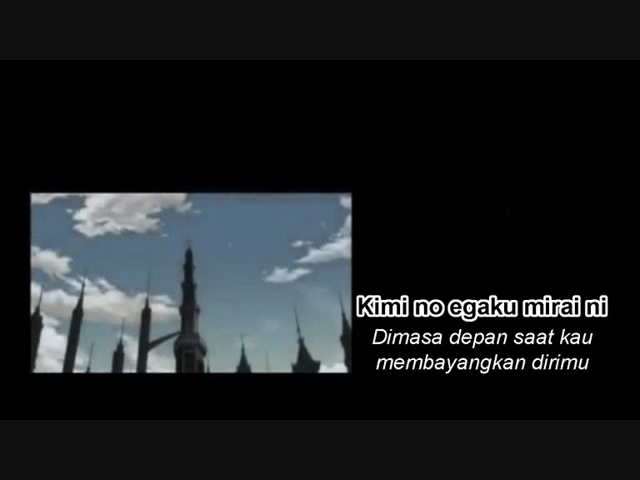 Kimi no egaku mirai ni
Dimasa depan saat kau
membayangkan dirimu